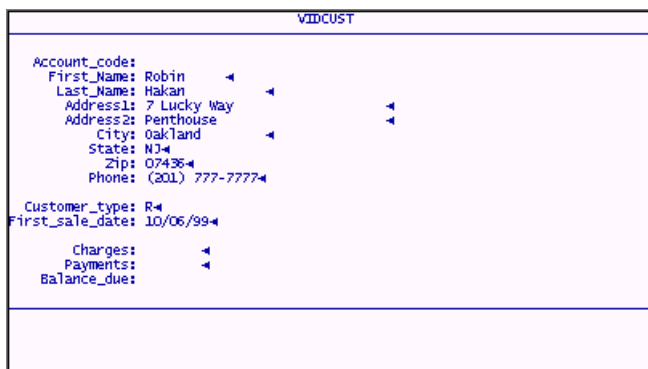 VIDCUST
Account_code:
First_Name: Robin
Last_Name: Hakan
Address1: 7 Lucky Way
Address2: Penthouse
City: Oakland
State: NJ
Zip: 07436
Phone: (201) 777-7777
Customer_type: R
First_sale_date: 10/06/99
Charges:
Payments:
Balance_due: